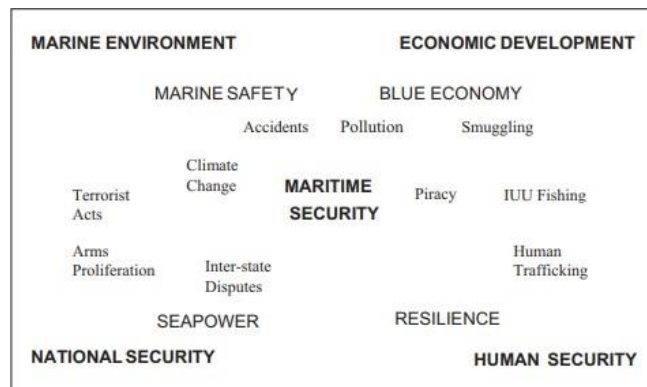 MARINE ENVIRONMENT ECONOMIC DEVELOPMENT
MARINE SAFETY BLUE ECONOMY
Accidents Pollution Smuggling
Climate
Change
MARITIME
SECURITY
Terrorist
Acts
Piracy IUU Fishing
Arms
Proliferation
Inter-state
Disputes
Human
Trafficking
SEAPOWER RESILIENCE
NATIONAL SECURITY HUMAN SECURITY